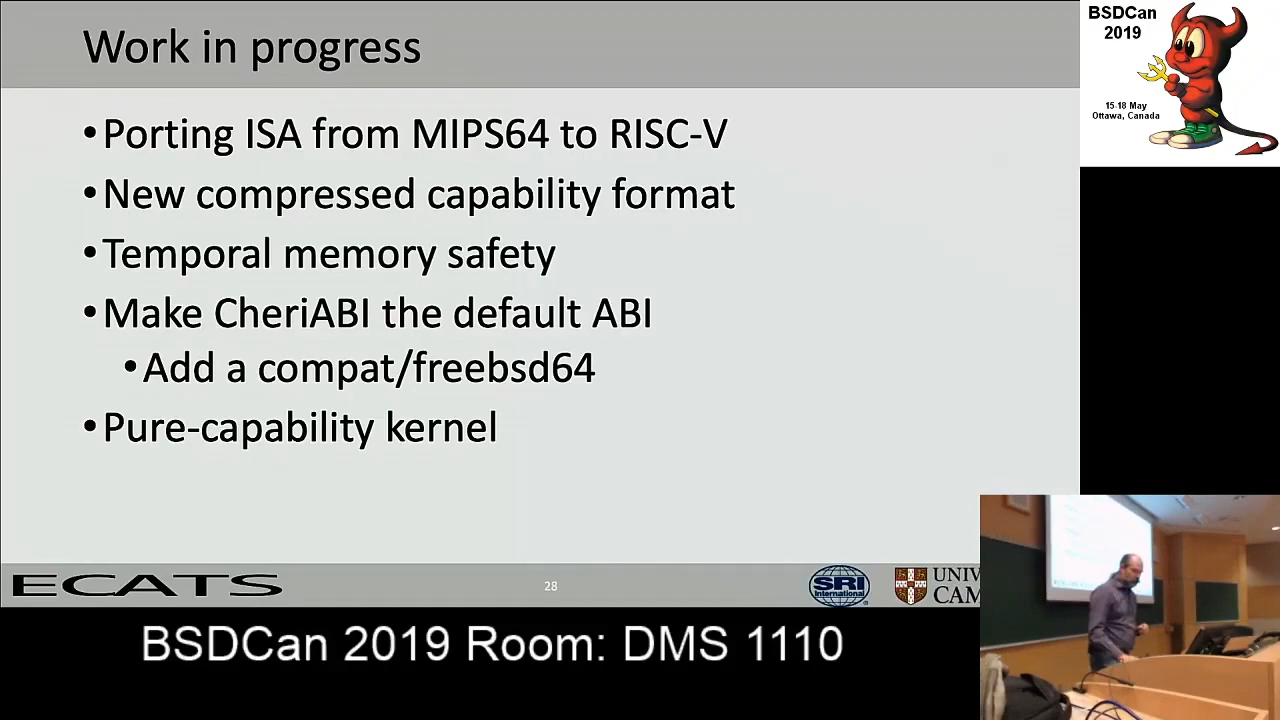 Work in progress
•Porting ISA from MIPS64 to RISC-V
•New compressed capability format
•Temporal memory safety
•Make CheriABI the default ABI
•Add a compat/freebsd64
•Pure-capability kernel
ECATS
28
SRI
International
UNIV
CAM
BSDCan
2019
15-18 May
Ottawa, Canada
BSDCan 2019 Room: DMS 1110